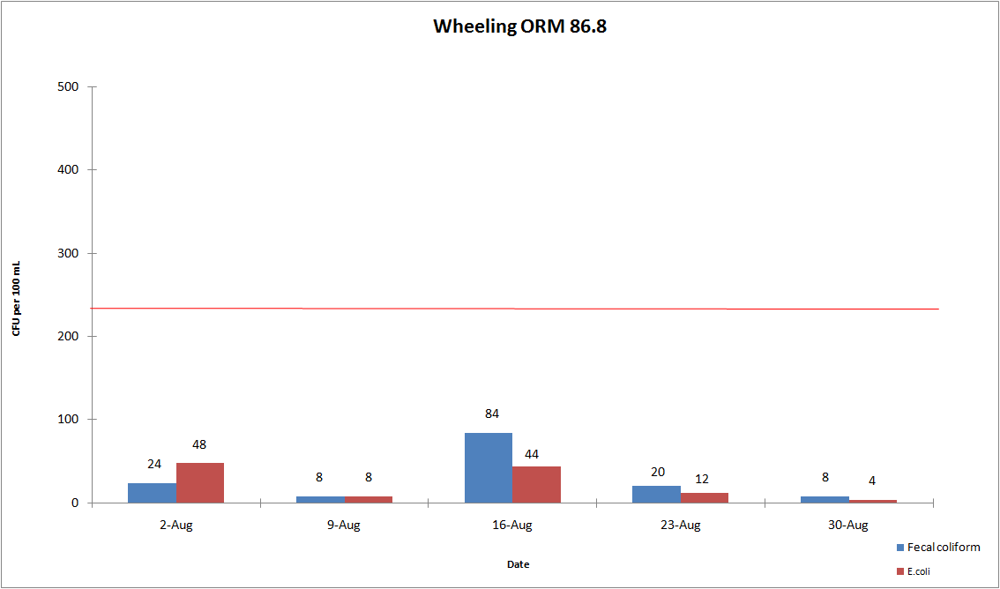 Wheeling ORM 86.8
500
400
300
200
100
0
CFU per 100 mL
24
48
8
8
84
44
20
12
8
4
2-Aug
9-Aug
16-Aug
23-Aug
30-Aug
Date
Fecal coliform
E.coli